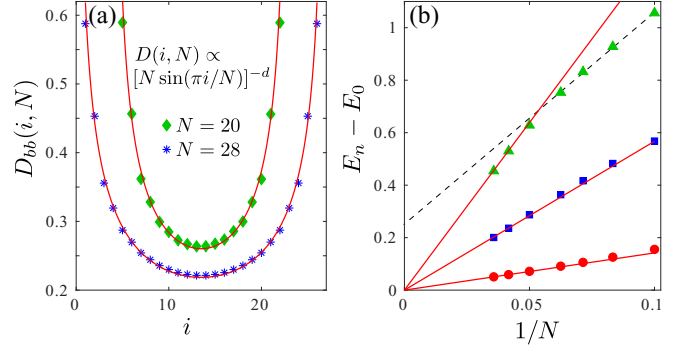 (a)
0.6
0.5
0.4
0.3
0.2
D_{bb}(i, N)
D(i, N) ∝
[N sin(πi/N)]^{-d}
N = 20
N = 28
0
10
20
i
(b)
1
0.8
0.6
0.4
0.2
0
E_n − E_0
0
0.05
0.1
1/N